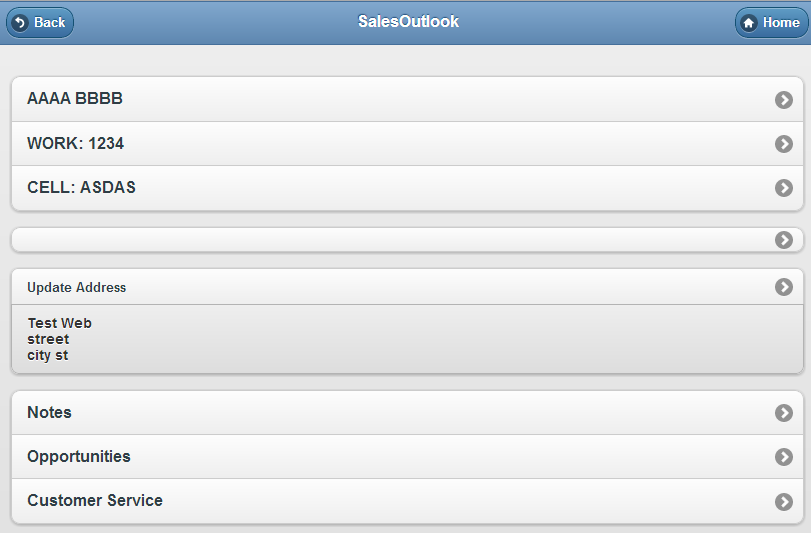 Back
SalesOutlook
Home
AAAA BBBB
WORK: 1234
CELL: ASDAS
Update Address
Test Web
street
city st
Notes
Opportunities
Customer Service